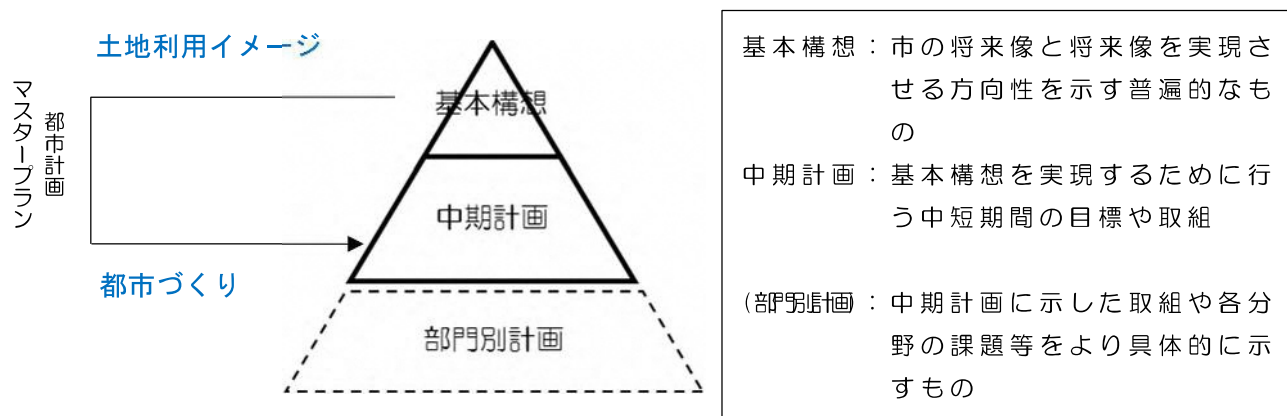 土地利用イメージ
都市計画
マスタープラン
都市づくり
基本構想
中期計画
部門別計画
基本構想：市の将来像と将来像を実現さ
せる方向性を示す普遍的なも
の
中期計画：基本構想を実現するために行
う中短期間の目標や取組
(部門別計画)：中期計画に示した取組や各分
野の課題等をより具体的に示
すもの